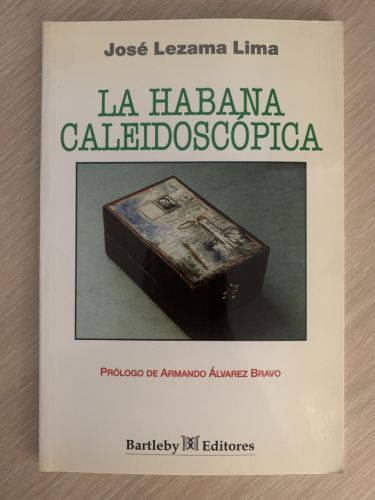 José Lezama Lima
LA HABANA
CALEIDOSCÓPICA
PRÓLOGO DE ARMANDO ÁLVAREZ BRAVO
Bartleby Editores